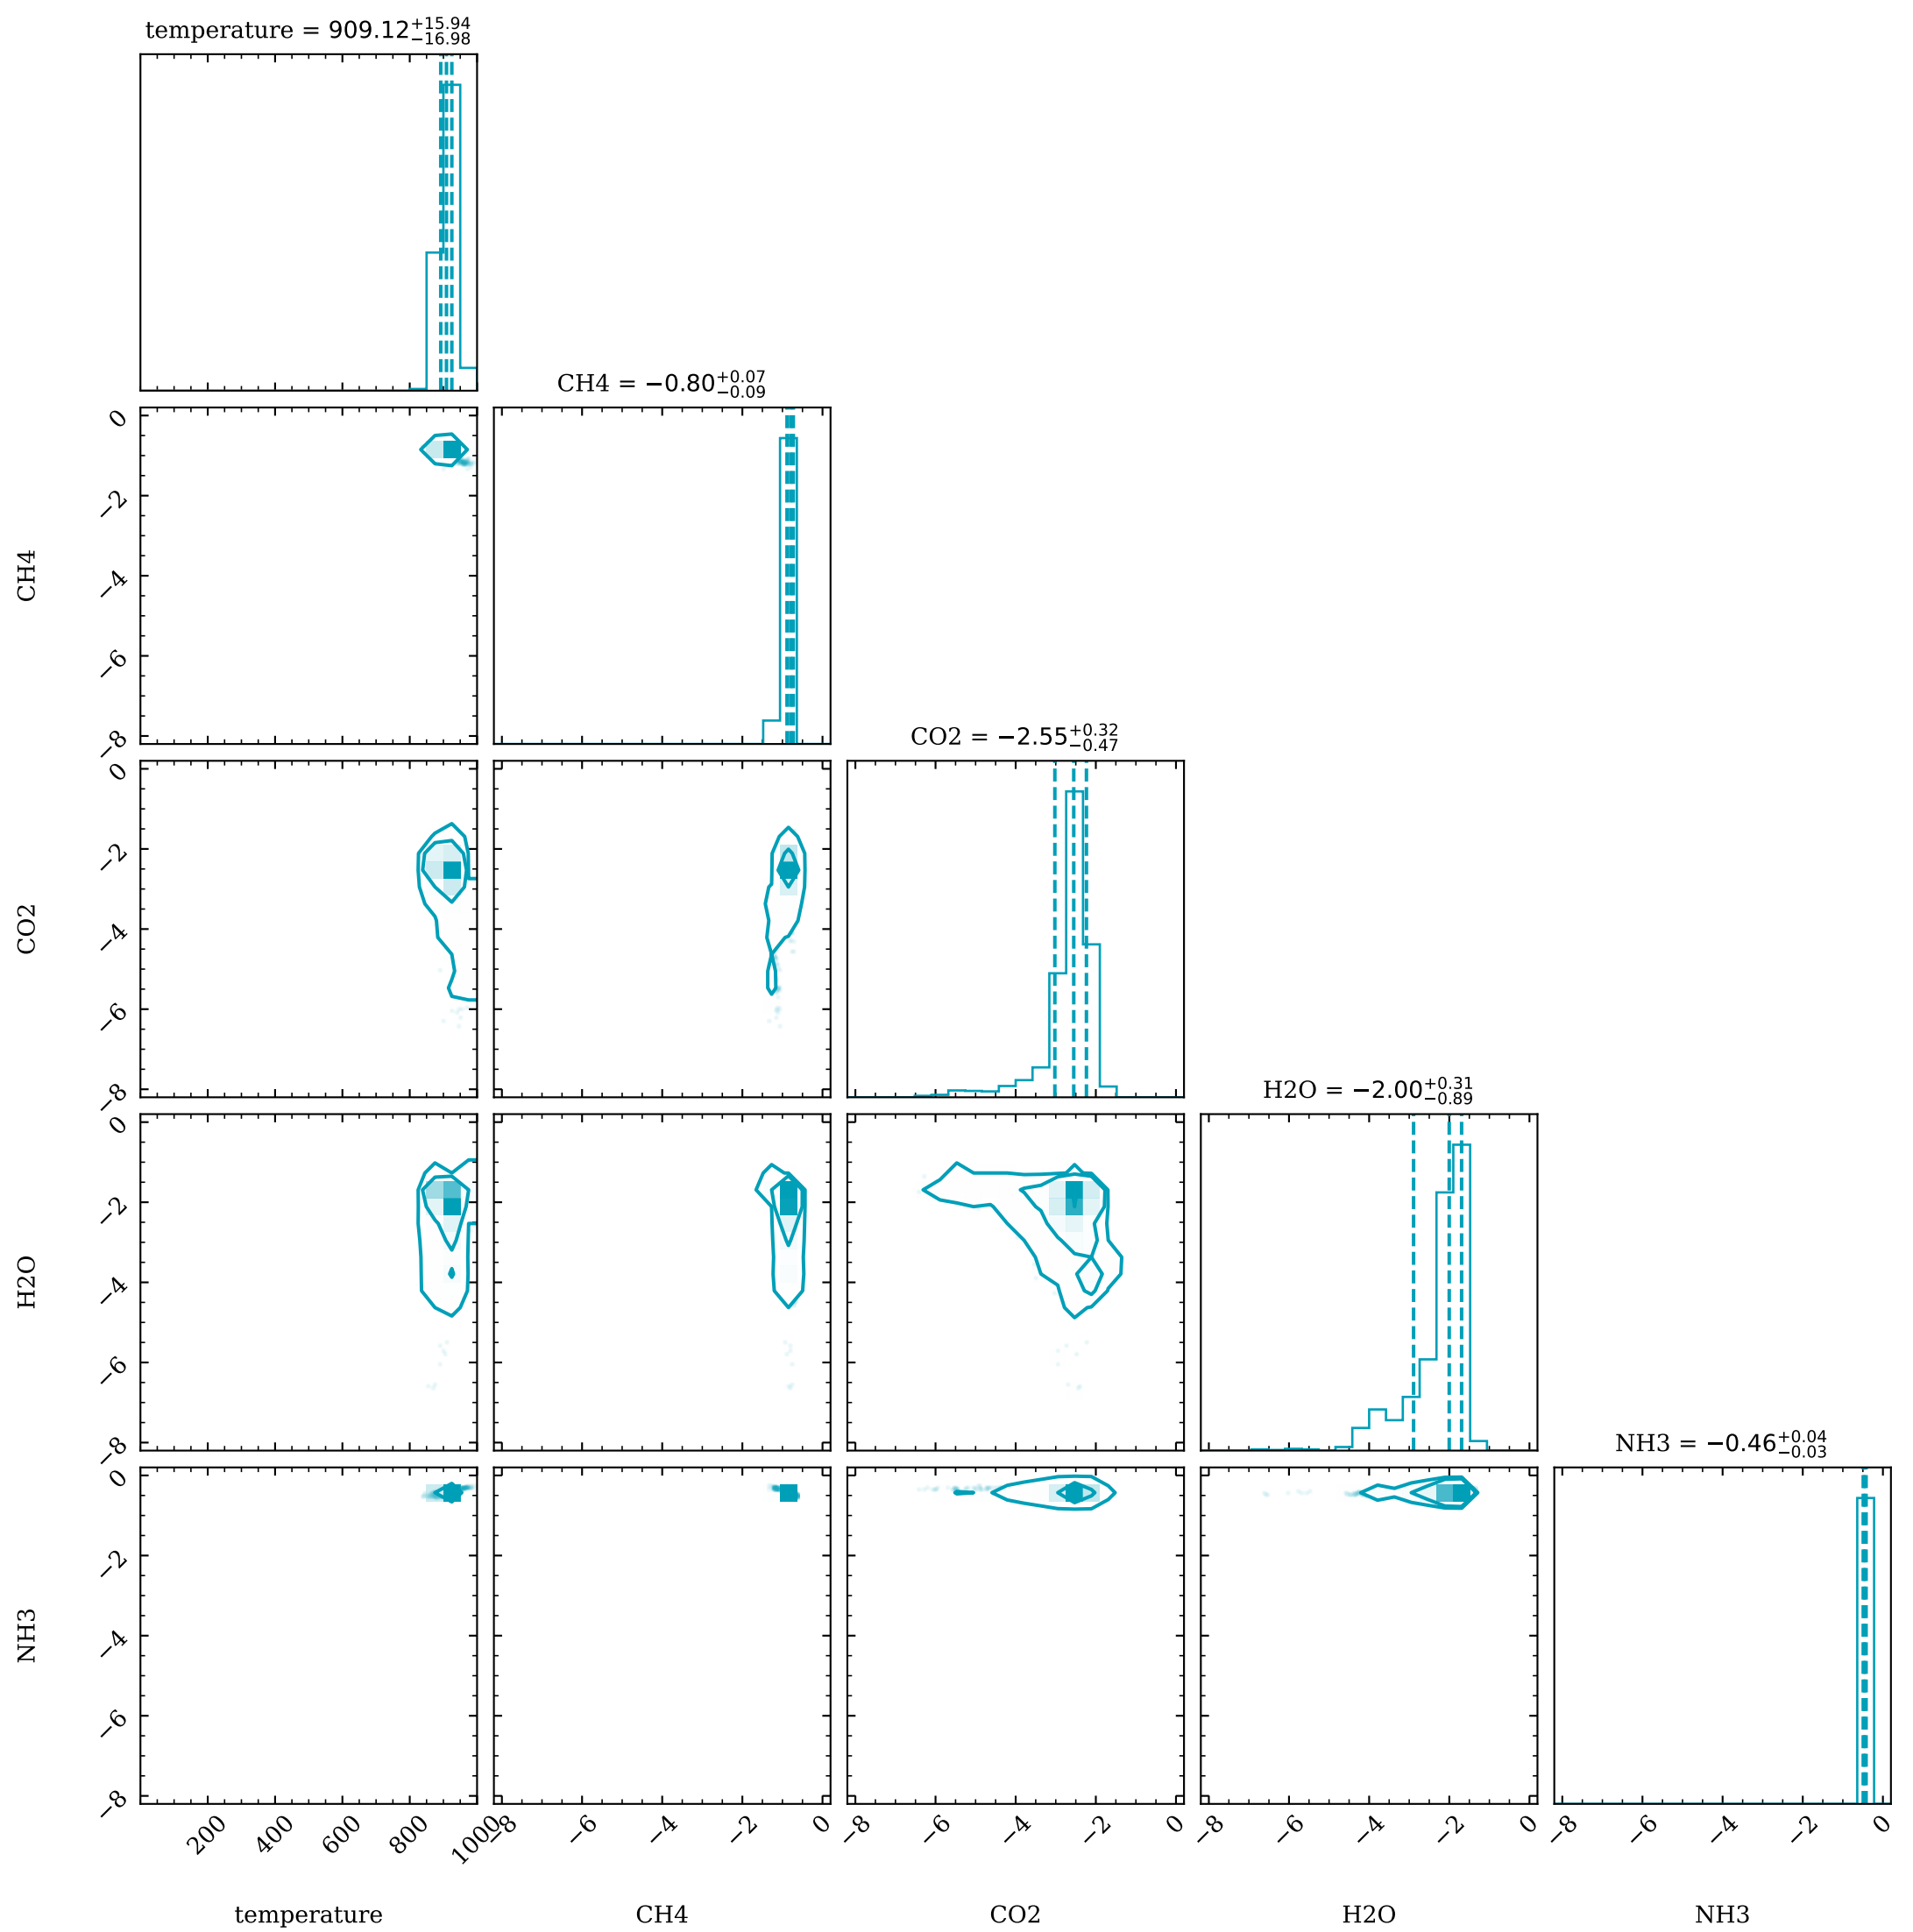 temperature = 909.12 +15.94 −16.98
CH4 = −0.80 +0.07 −0.09
CO2 = −2.55 +0.32 −0.47
H2O = −2.00 +0.31 −0.89
NH3 = −0.46 +0.04 −0.03
0
−2
−4
−6
−8
CH4
0
−2
−4
−6
−8
CO2
0
−2
−4
−6
−8
H2O
0
−2
−4
−6
−8
NH3
200 400 600 800 1000
−8 −6 −4 −2 0
−8 −6 −4 −2 0
−8 −6 −4 −2 0
−8 −6 −4 −2 0
temperature CH4 CO2 H2O NH3